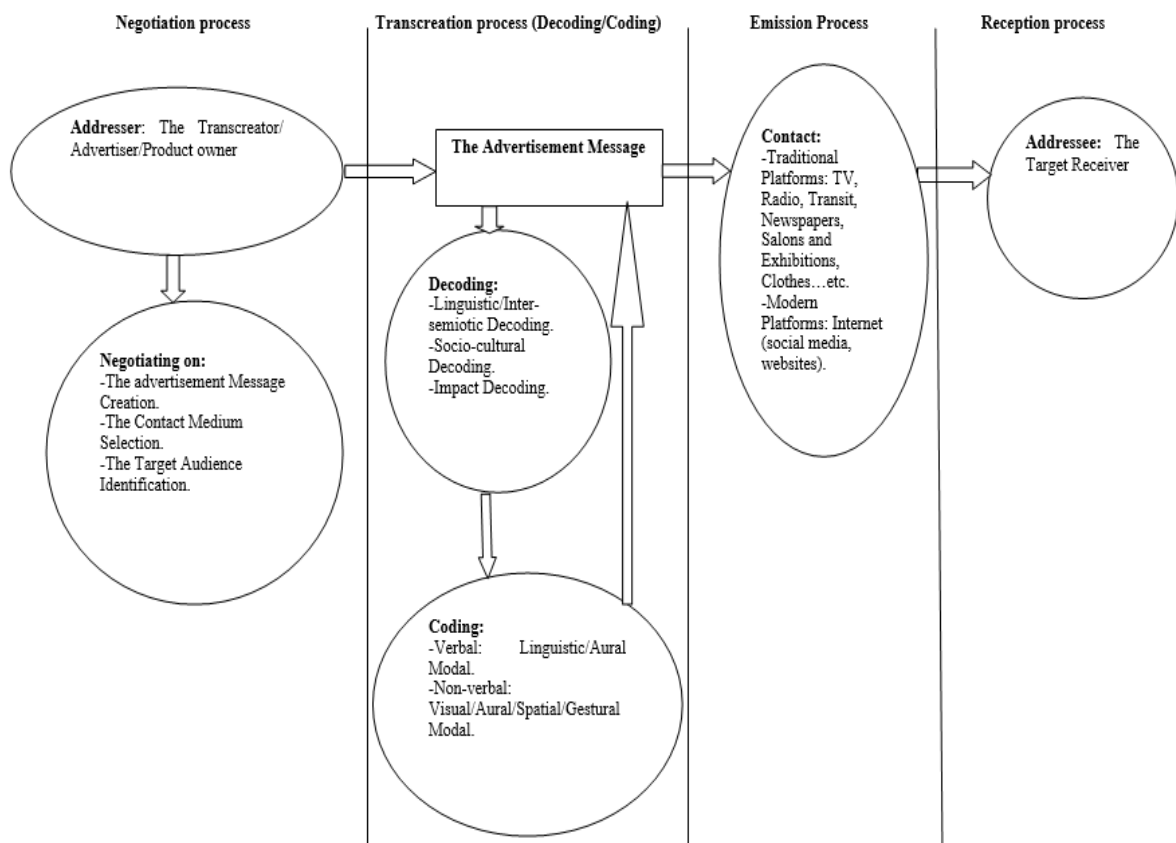 Negotiation process
Transcreation process (Decoding/Coding)
Emission Process
Reception process
Addresser: The Transcreator/
Advertiser/Product owner
Negotiating on:
-The advertisement Message
Creation.
-The Contact Medium
Selection.
-The Target Audience
Identification.
The Advertisement Message
Decoding:
-Linguistic/Inter-
semiotic Decoding.
-Socio-cultural
Decoding.
-Impact Decoding.
Coding:
-Verbal: Linguistic/Aural
Modal.
-Non-verbal:
Visual/Aural/Spatial/Gestural
Modal.
Contact:
-Traditional
Platforms: TV,
Radio, Transit,
Newspapers,
Salons and
Exhibitions,
Clothes…etc.
-Modern
Platforms: Internet
(social media,
websites).
Addressee: The
Target Receiver